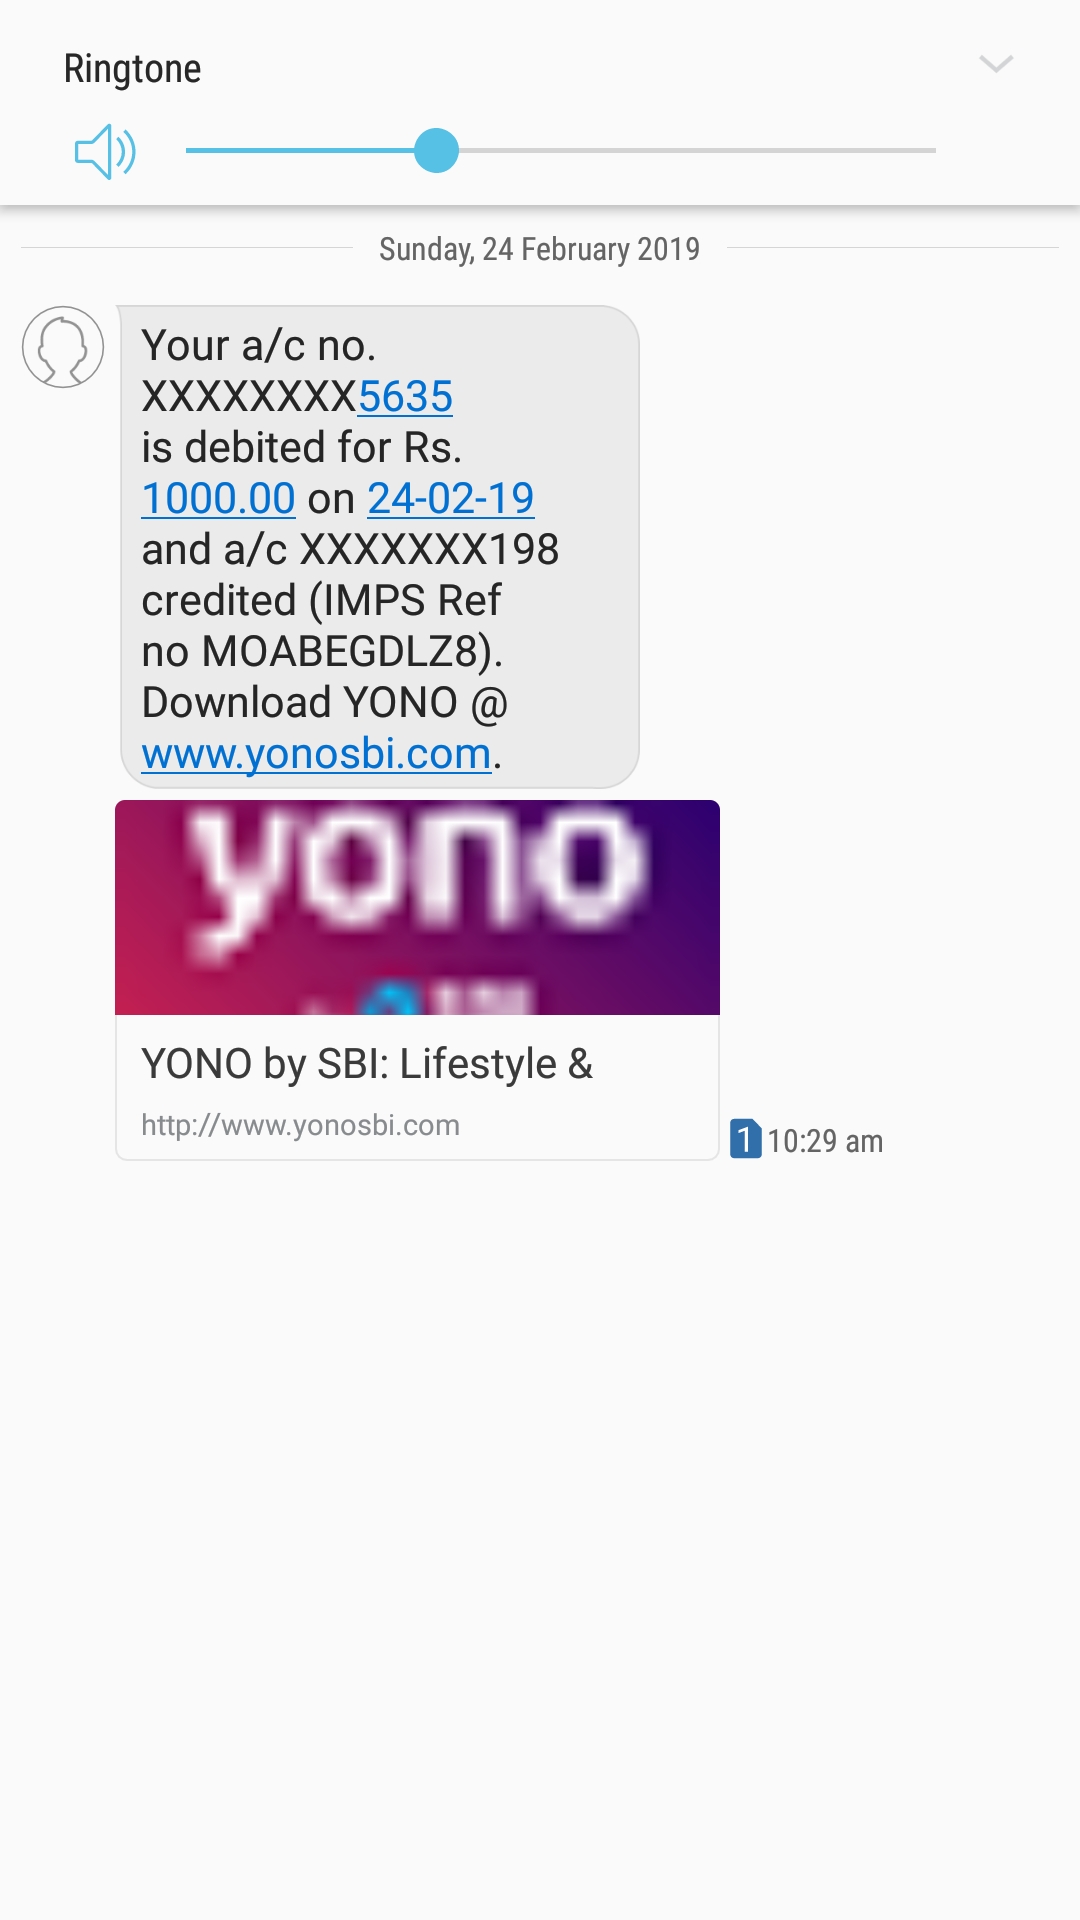 Ringtone
Sunday, 24 February 2019
Your a/c no.
XXXXXXXX5635
is debited for Rs.
1000.00 on 24-02-19
and a/c XXXXXXX198
credited (IMPS Ref
no MOABEGDLZ8).
Download YONO @
www.yonosbi.com.
yono
SBI
YONO by SBI: Lifestyle &
http://www.yonosbi.com
1 10:29 am